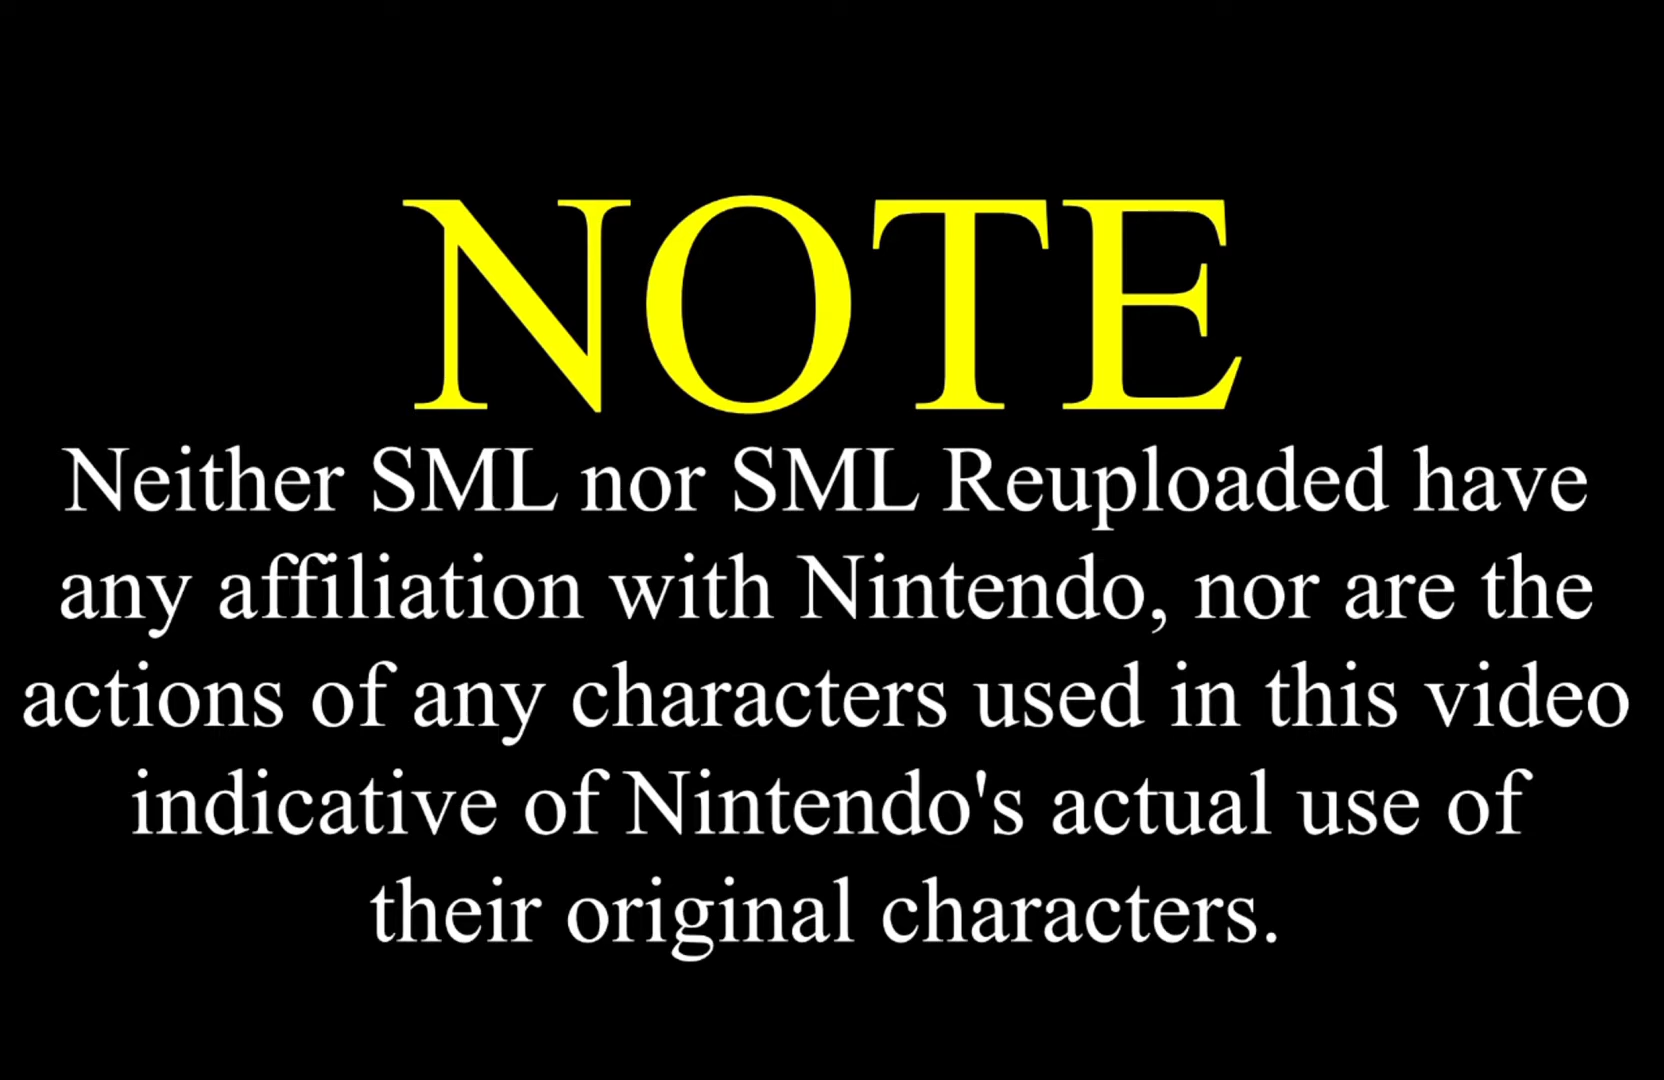 NOTE
Neither SML nor SML Reuploaded have
any affiliation with Nintendo, nor are the
actions of any characters used in this video
indicative of Nintendo's actual use of
their original characters.